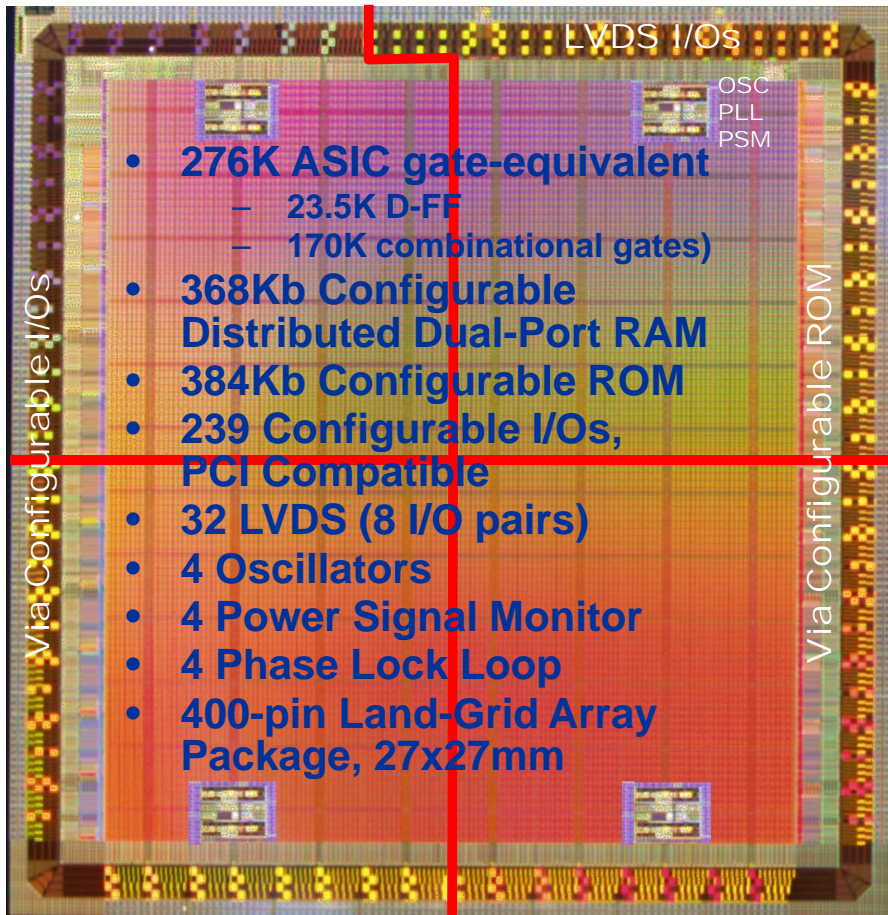 LVDS I/Os
OSC
PLL
PSM
• 276K ASIC gate-equivalent
– 23.5K D-FF
– 170K combinational gates)
• 368Kb Configurable
Distributed Dual-Port RAM
• 384Kb Configurable ROM
• 239 Configurable I/Os,
PCI Compatible
• 32 LVDS (8 I/O pairs)
• 4 Oscillators
• 4 Power Signal Monitor
• 4 Phase Lock Loop
• 400-pin Land-Grid Array
Package, 27x27mm
Via Configurable I/Os
Via Configurable ROM